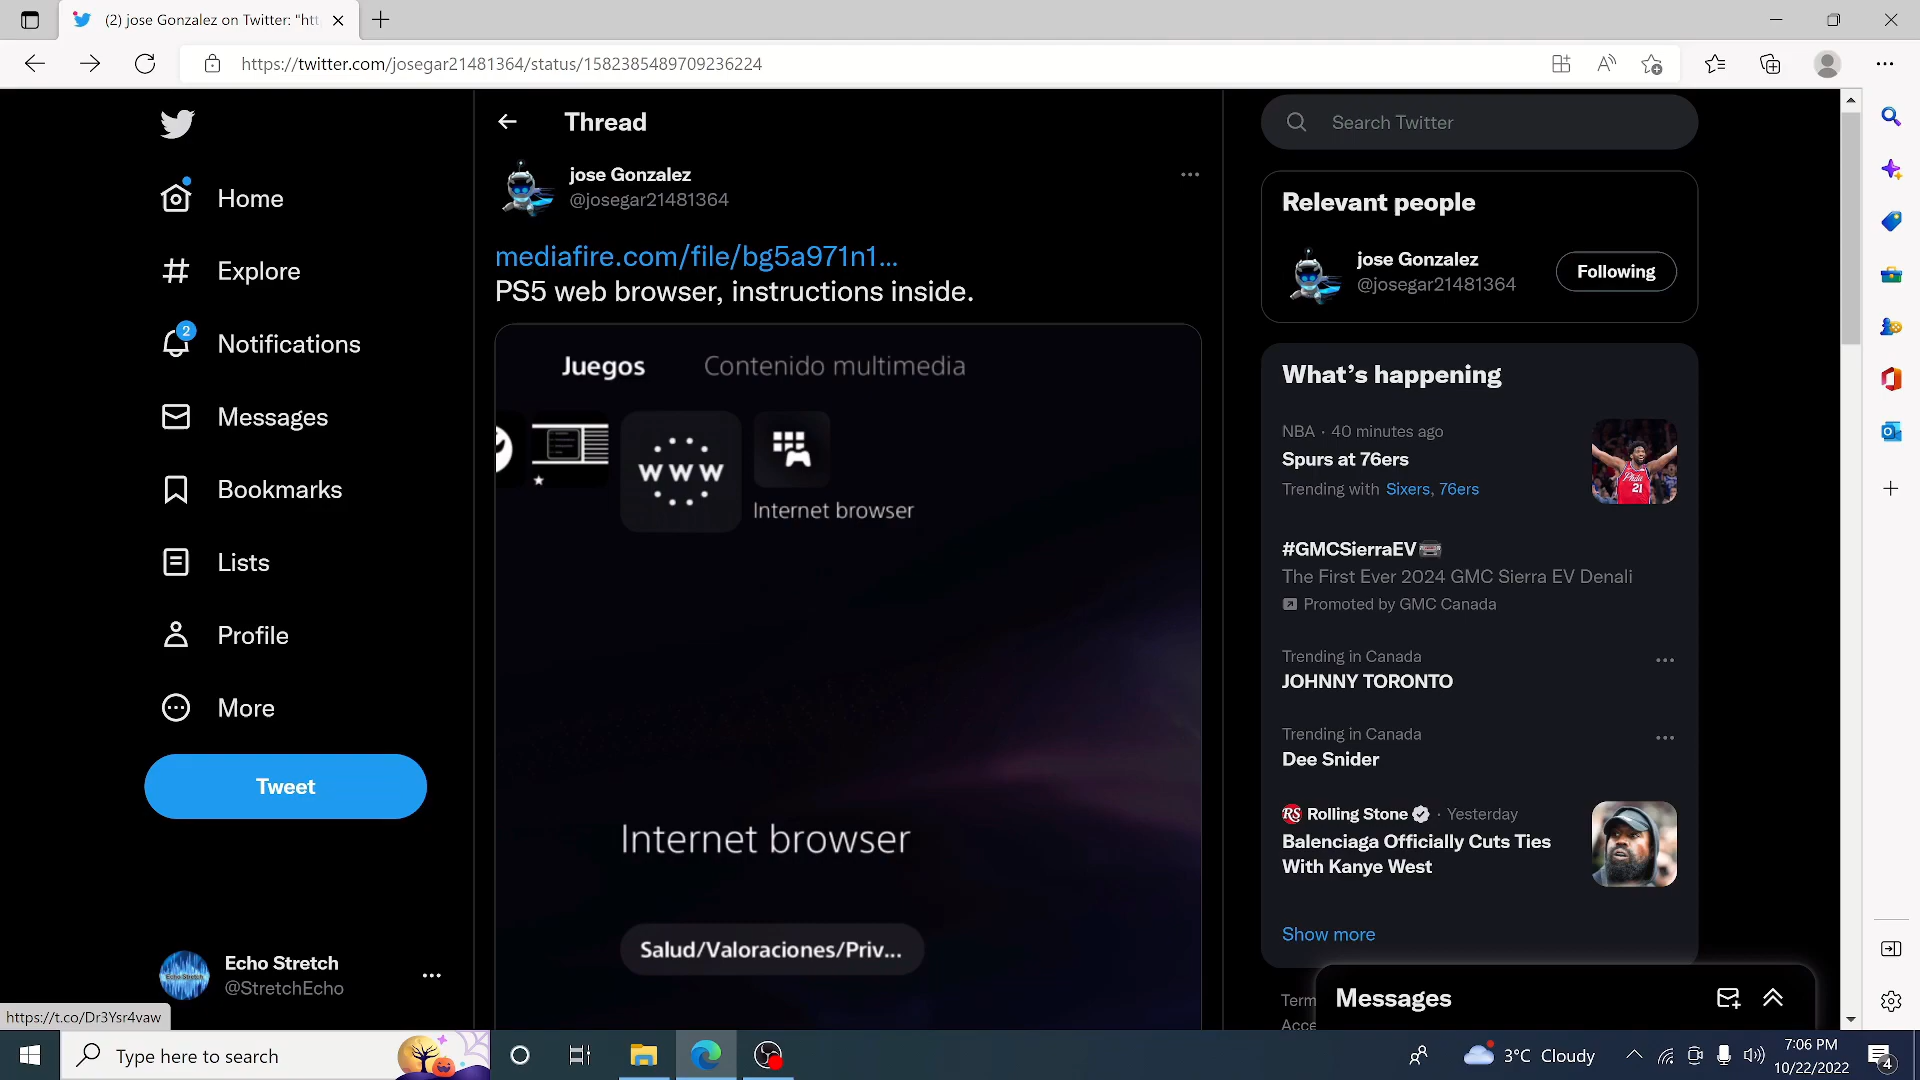 (2) jose Gonzalez on Twitter: "htt
https://twitter.com/josegar21481364/status/1582385489709236224
Home
Explore
2
Notifications
Messages
Bookmarks
Lists
Profile
More
Tweet
Echo Stretch
@StretchEcho
https://t.co/Dr3Ysr4vaw
Thread
jose Gonzalez
@josegar21481364
mediafire.com/file/bg5a971n1...
PS5 web browser, instructions inside.
Juegos Contenido multimedia
www
Internet browser
Internet browser
Salud/Valoraciones/Priv...
Search Twitter
Relevant people
jose Gonzalez
@josegar21481364
Following
What's happening
NBA · 40 minutes ago
Spurs at 76ers
Trending with Sixers, 76ers
#GMCSierraEV
The First Ever 2024 GMC Sierra EV Denali
Promoted by GMC Canada
Trending in Canada
JOHNNY TORONTO
Trending in Canada
Dee Snider
RS Rolling Stone · Yesterday
Balenciaga Officially Cuts Ties
With Kanye West
Show more
Term
Acce
Messages
Type here to search
3°C Cloudy
7:06 PM
10/22/2022
4